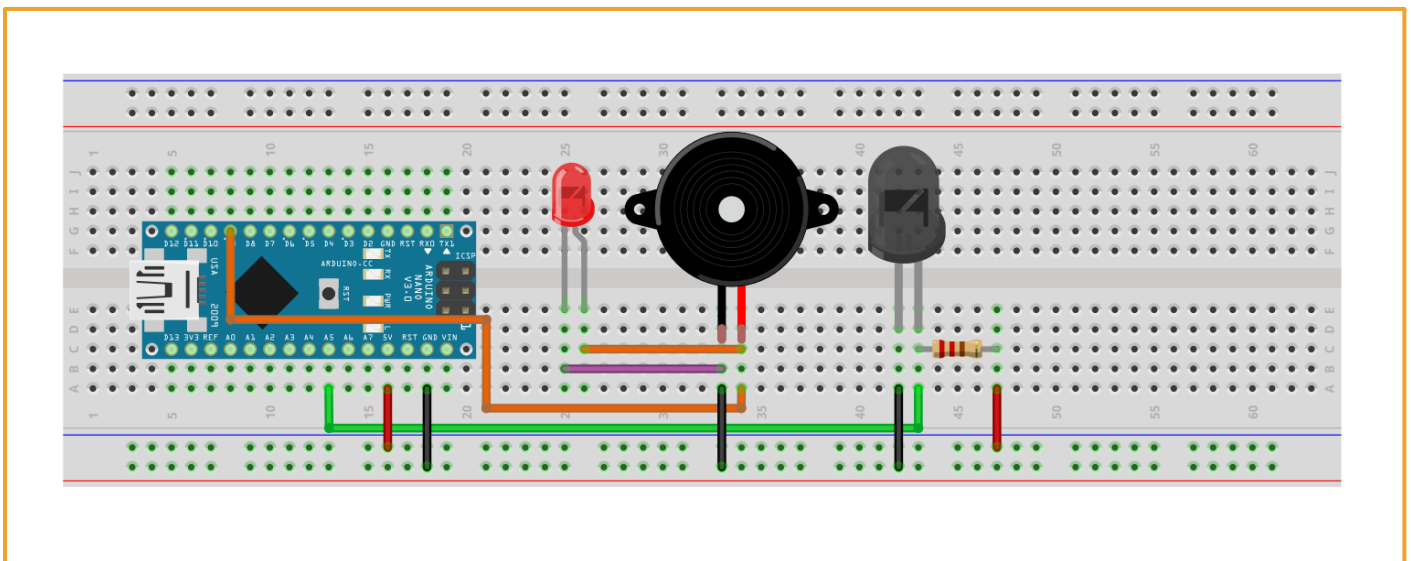 1 5 10 15 20 25 30 40 45 50 55 60
J J
I I
H H
G G
F F
D12 D11 D10 D8 D7 D6 D5 D4 D3 D2 GND RST RX0 TX1
TX
RX
PWR
L
USA
2009
ARDUINO.CC
RST
ARDUINO
NANO
V3.0
ICSP
1
D13 3V3 REF A0 A1 A2 A3 A4 A5 A6 A7 5V RST GND VIN
E E
D D
C C
B B
A A
1 5 10 15 20 35 40 45 50 55 60